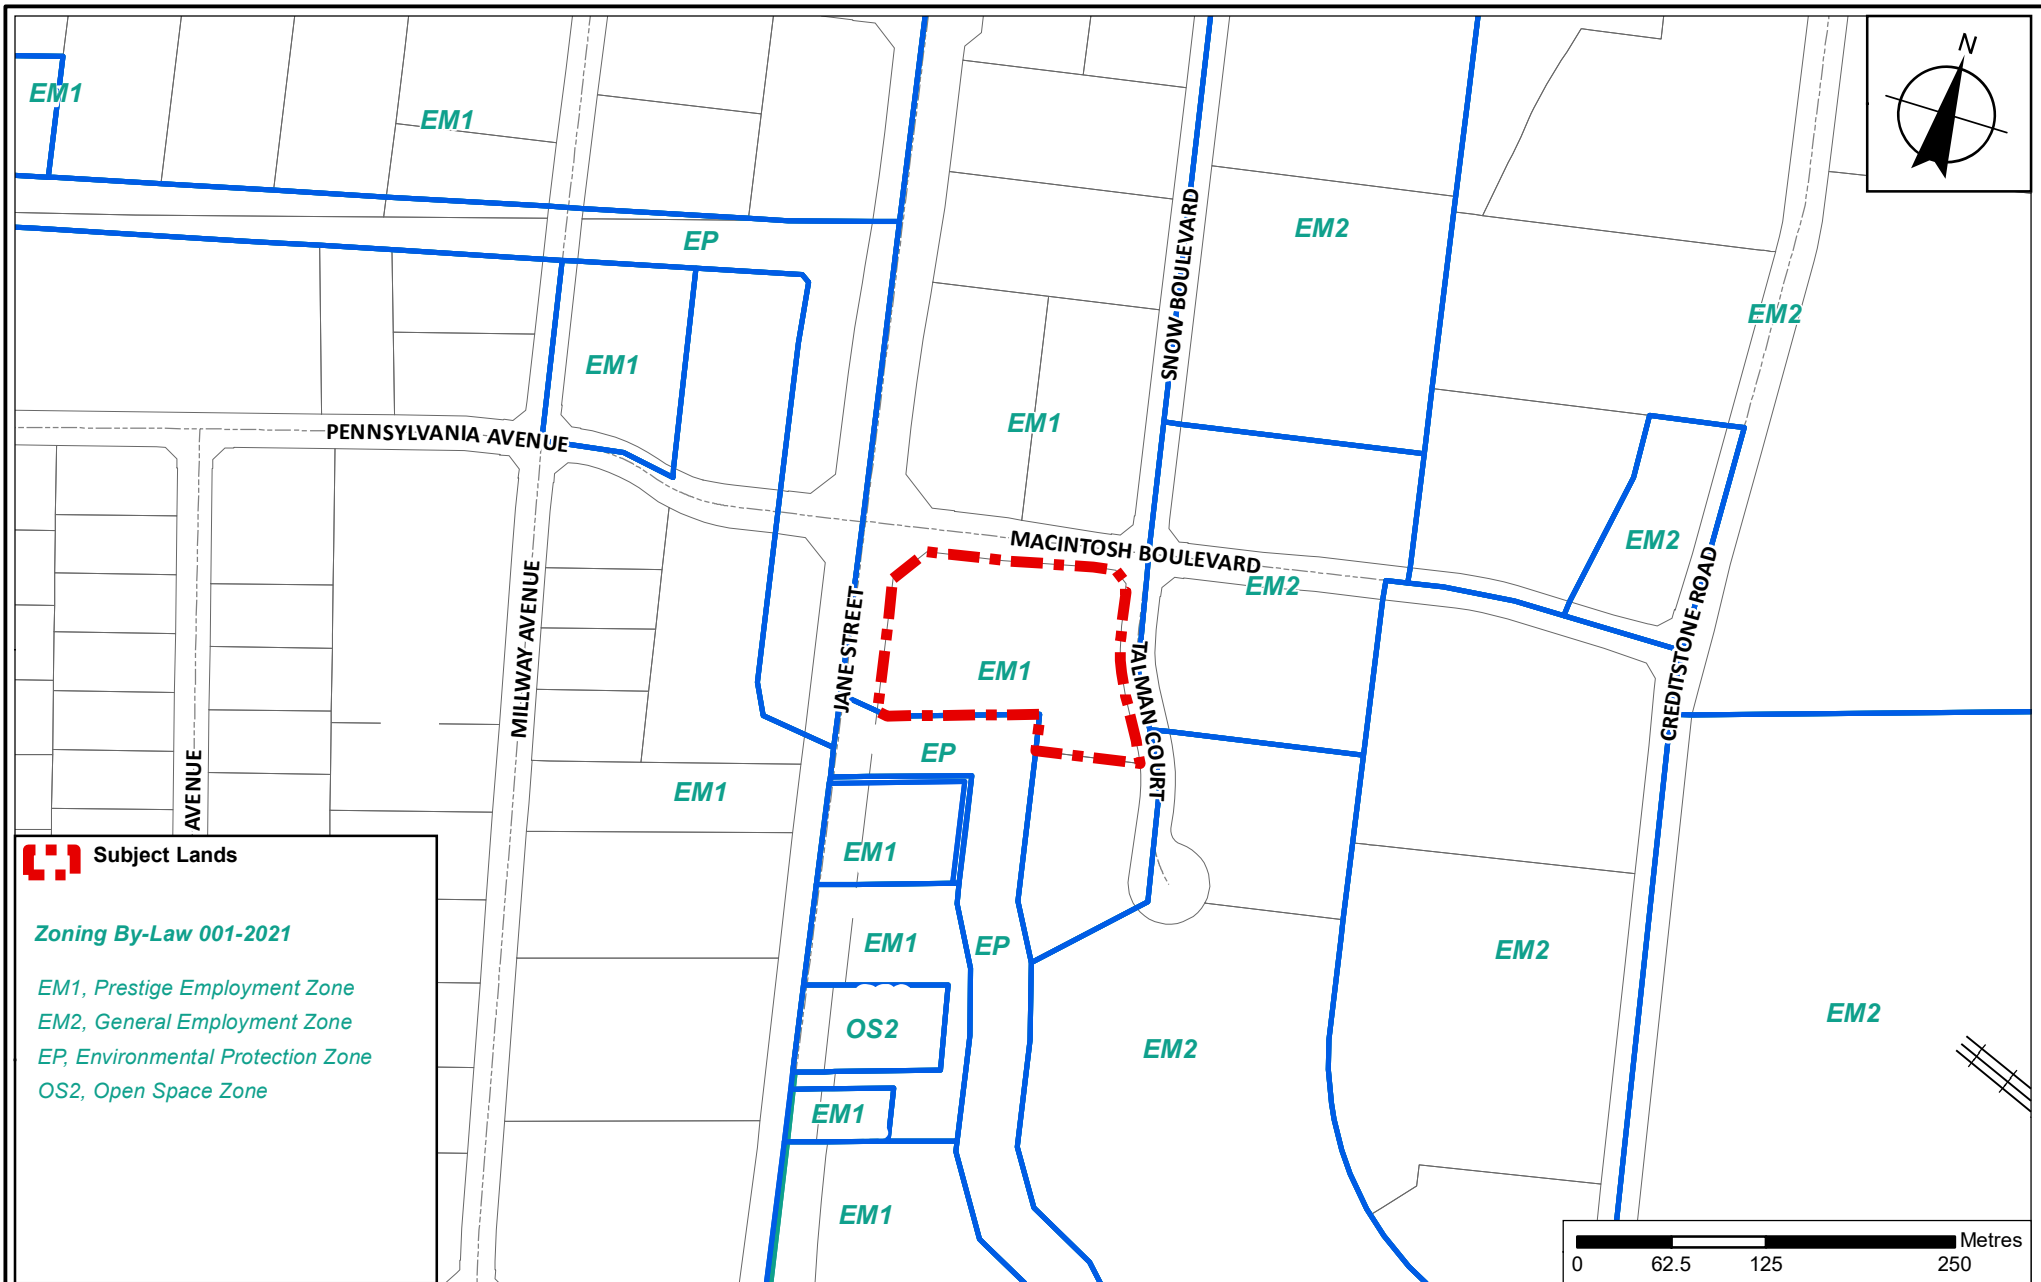 N
EM1
EM1
EP
EM2
SNOW BOULEVARD
EM2
EM1
EM1
PENNSYLVANIA AVENUE
MACINTOSH BOULEVARD
EM2
EM2
MILLWAY AVENUE
JANE STREET
EM1
TALMAN COURT
CREDITSTONE ROAD
AVENUE
EP
EM1
EM1
EM1
EP
EM2
OS2
EM2
EM2
EM1
EM1
Subject Lands
Zoning By-Law 001-2021
EM1, Prestige Employment Zone
EM2, General Employment Zone
EP, Environmental Protection Zone
OS2, Open Space Zone
Metres
0 62.5 125 250